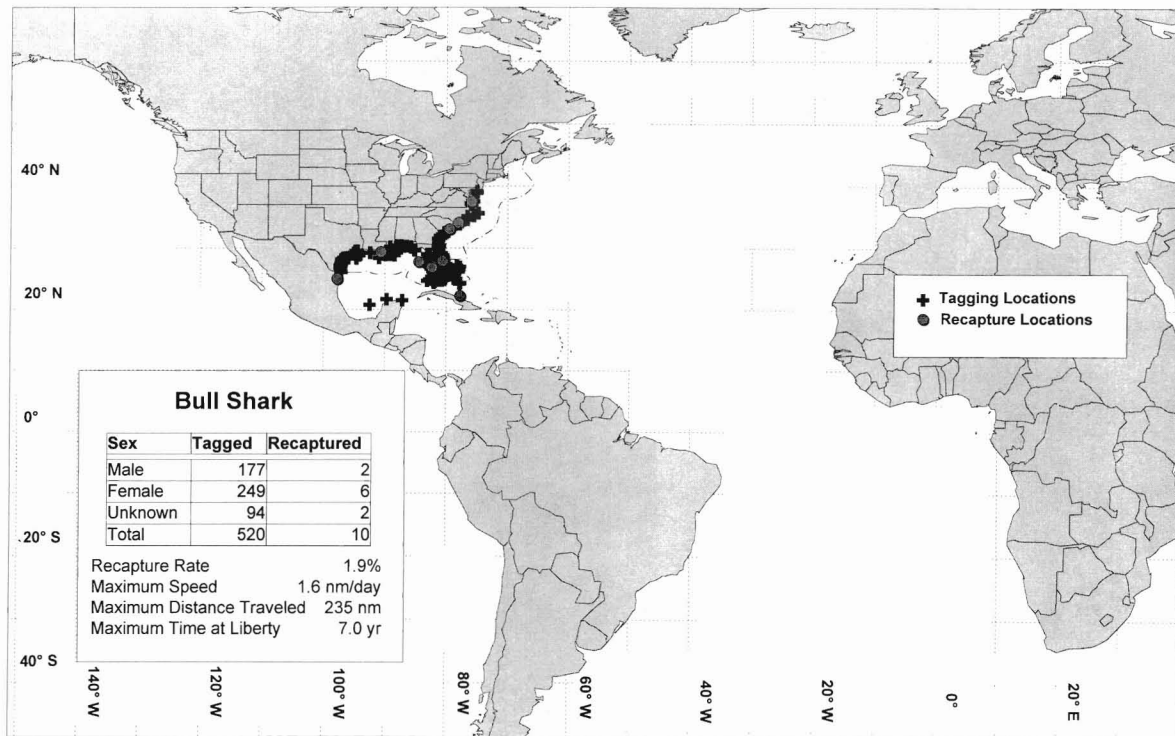 40° N
20° N
0°
20° S
40° S
Tagging Locations
Recapture Locations
Bull Shark
Sex Tagged Recaptured
Male 177 2
Female 249 6
Unknown 94 2
Total 520 10
Recapture Rate 1.9%
Maximum Speed 1.6 nm/day
Maximum Distance Traveled 235 nm
Maximum Time at Liberty 7.0 yr
140° W
120° W
100° W
80° W
60° W
40° W
20° W
0°
20° E